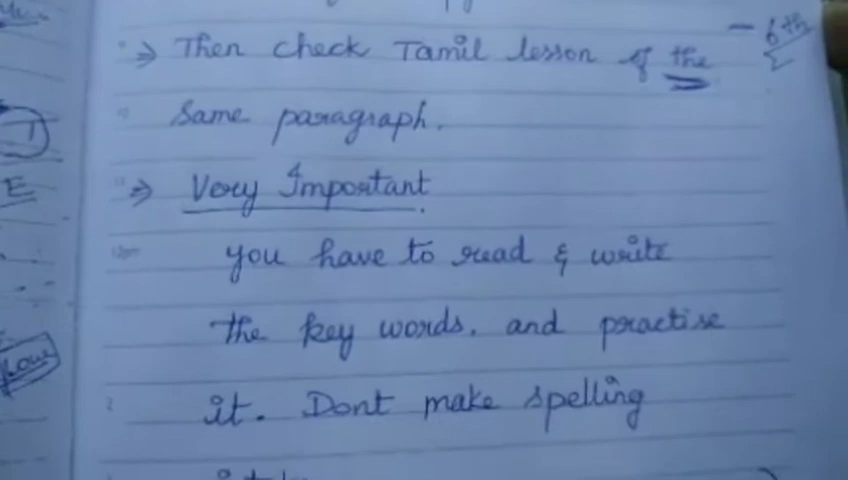 - 6th
⇒ Then check Tamil lesson of the
Same paragraph.
⇒ Very Important
you have to read & write
the key words. and practise
it. Dont make spelling
T
E